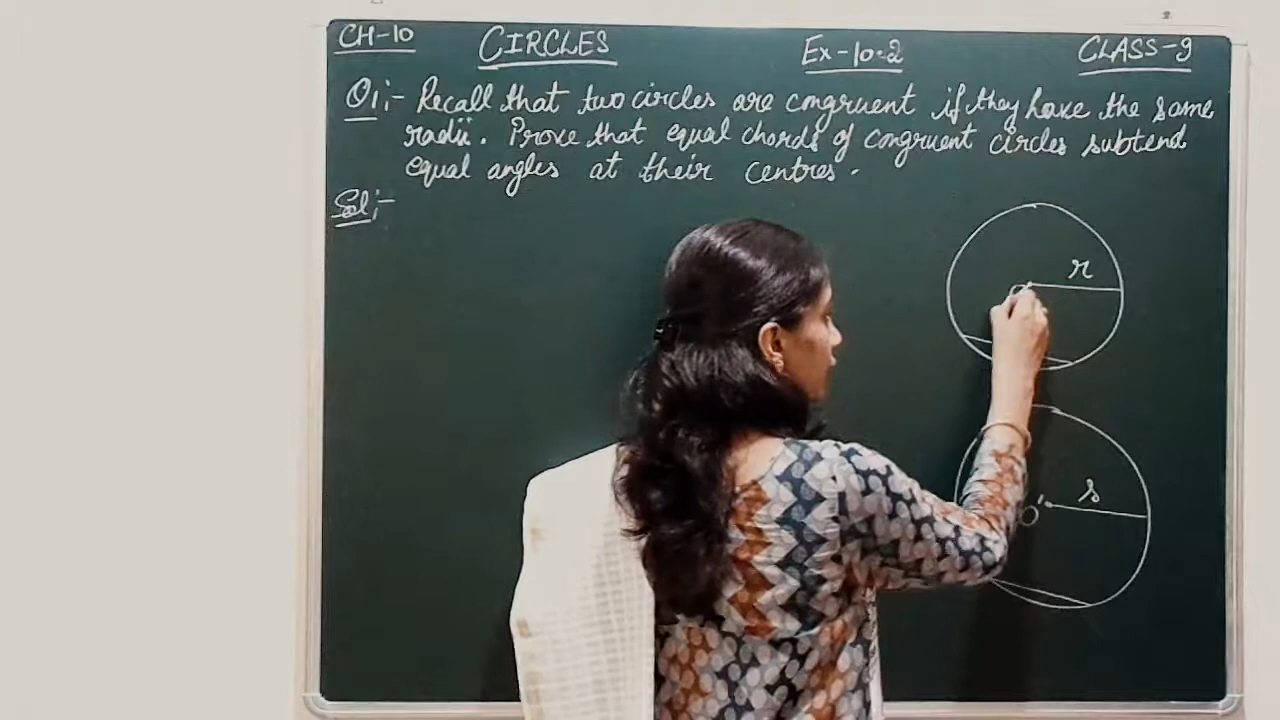 CH-10 CIRCLES Ex-10.2 CLASS-9
Q1:- Recall that two circles are congruent if they have the same
radii. Prove that equal chords of congruent circles subtend
equal angles at their centres.
Sol:-
r
O
s
O'